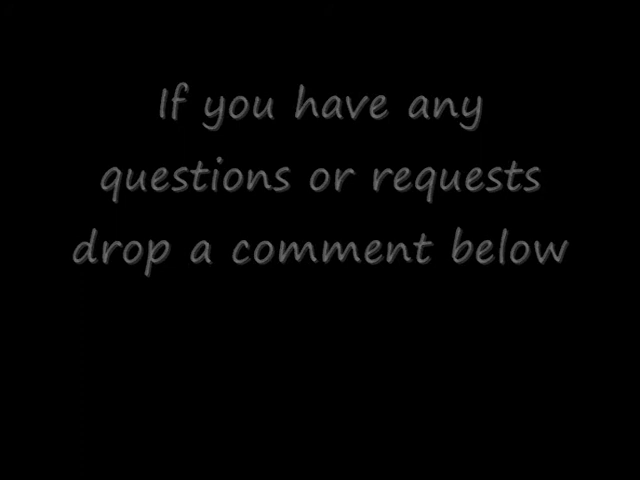 If you have any
questions or requests
drop a comment below